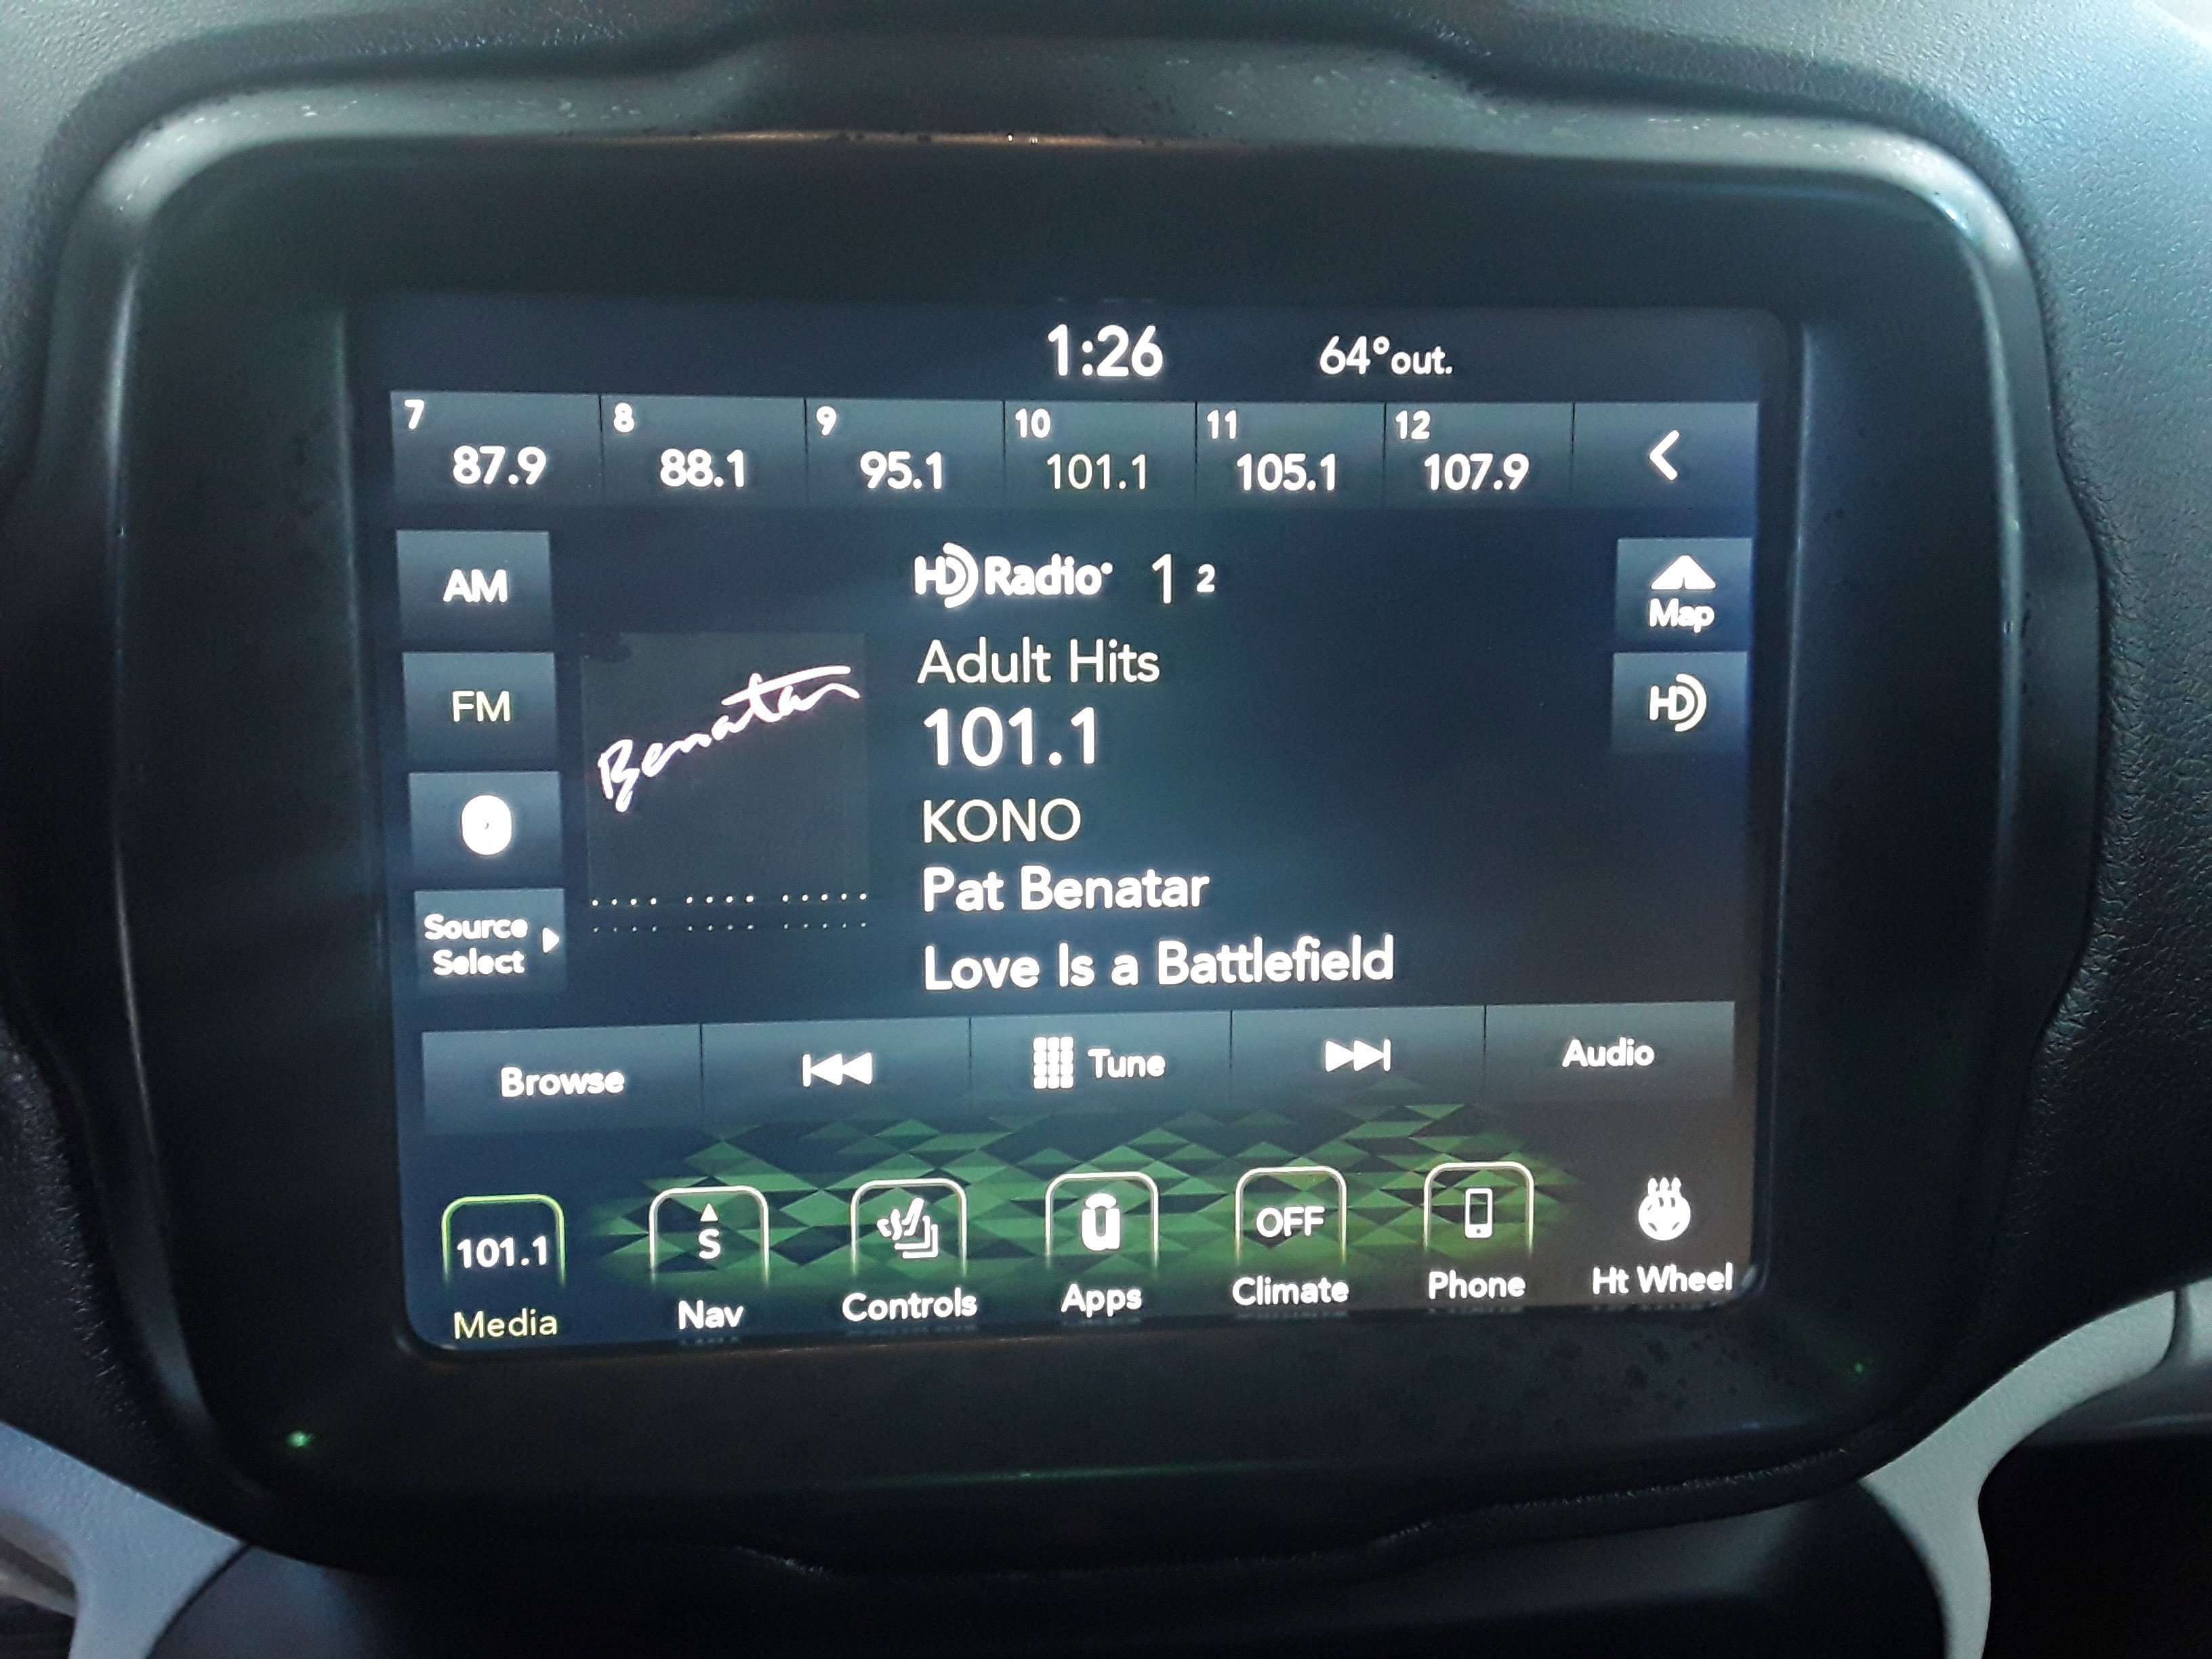 1:26 64°out.
7 8 9 10 11 12
87.9 88.1 95.1 101.1 105.1 107.9
AM
HD Radio 1 2
Map
Adult Hits
FM
Benatar
101.1
HD
KONO
Pat Benatar
Source
Select
Love Is a Battlefield
Browse Tune Audio
101.1 S U OFF
Media Nav Controls Apps Climate Phone Ht Wheel